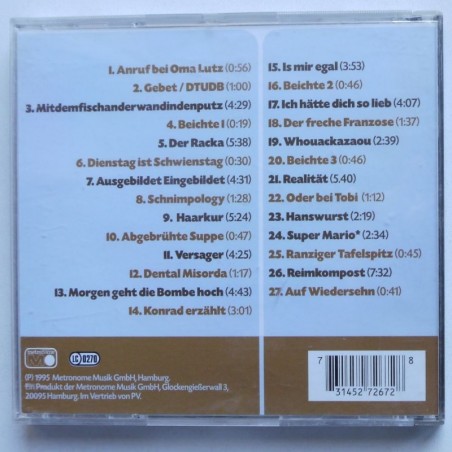 1. Anruf bei Oma Lutz (0:56)
2. Gebet / DTUDB (1:00)
3. Mitdemfischanderwandindenputz (4:29)
4. Beichte 1 (0:19)
5. Der Racka (5:38)
6. Dienstag ist Schwienstag (0:30)
7. Ausgebildet Eingebildet (4:31)
8. Schnimpology (1:28)
9. Haarkur (5:24)
10. Abgebrühte Suppe (0:47)
11. Versager (4:25)
12. Dental Misorda (1:17)
13. Morgen geht die Bombe hoch (4:43)
14. Konrad erzählt (3:01)
15. Is mir egal (3:53)
16. Beichte 2 (0:46)
17. Ich hätte dich so lieb (4:07)
18. Der freche Franzose (1:37)
19. Whouackazaou (2:39)
20. Beichte 3 (0:46)
21. Realität (5.40)
22. Oder bei Tobi (1:12)
23. Hanswurst (2:19)
24. Super Mario* (2:34)
25. Ranziger Tafelspitz (0:45)
26. Reimkompost (7:32)
27. Auf Wiedersehn (0:41)
LC 0270
℗ 1995 Metronome Musik GmbH, Hamburg.
Produkt der Metronome Musik GmbH, Glockengießerwall 3,
20095 Hamburg. Im Vertrieb von PV.
7 31452 72672 8